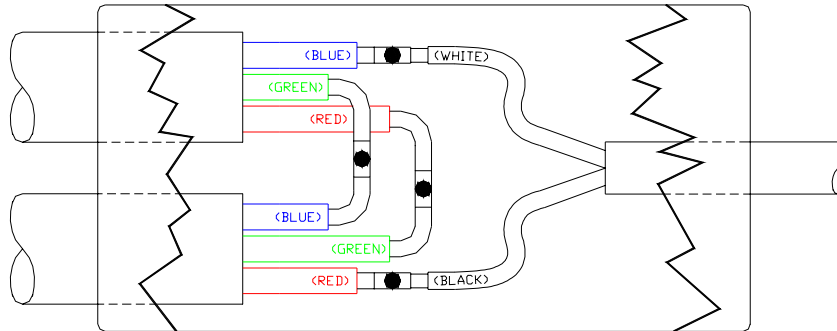 (BLUE)
(WHITE)
(GREEN)
(RED)
(BLUE)
(GREEN)
(RED)
(BLACK)